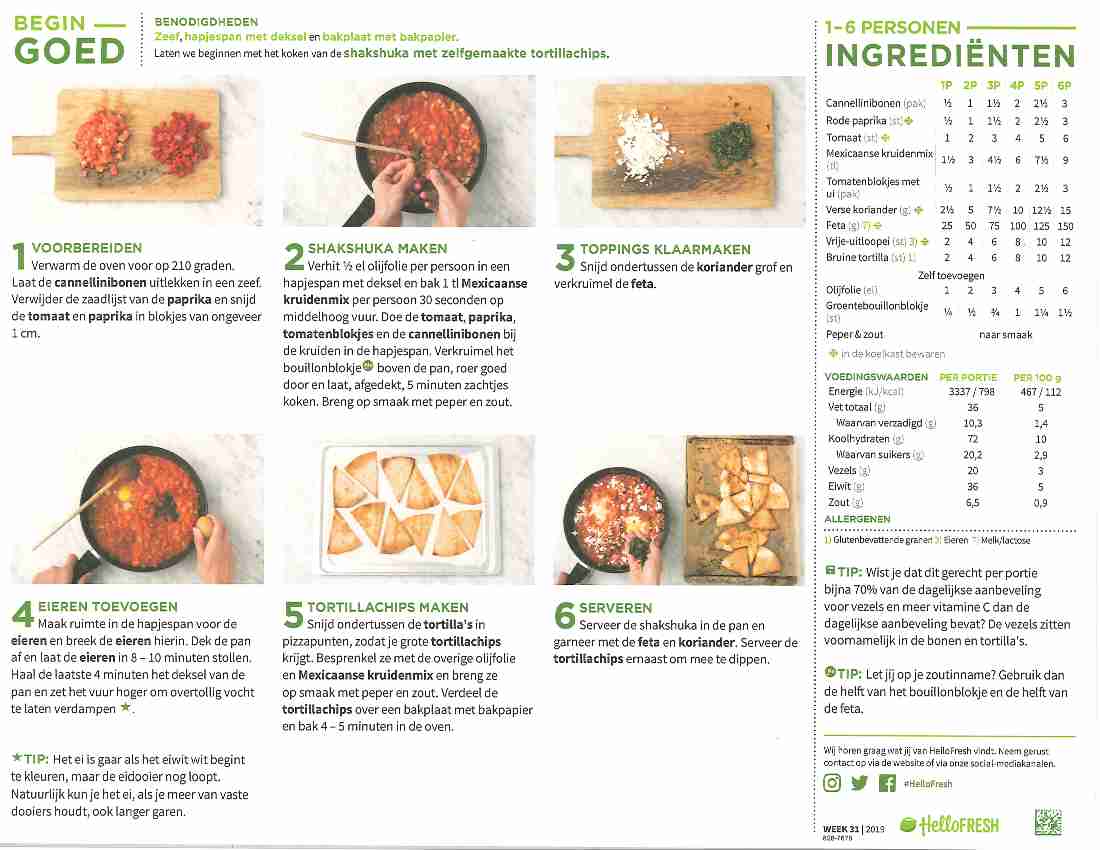 BEGIN
GOED
BENODIGDHEDEN
Zeef, hapjespan met deksel en bakplaat met bakpapier.
Laten we beginnen met het koken van de shakshuka met zelfgemaakte tortillachips.
1 VOORBEREIDEN
Verwarm de oven voor op 210 graden.
Laat de cannellinibonen uitlekken in een zeef.
Verwijder de zaadlijst van de paprika en snijd
de tomaat en paprika in blokjes van ongeveer
1 cm.
2 SHAKSHUKA MAKEN
Verhit ½ el olijfolie per persoon in een
hapjespan met deksel en bak 1 tl Mexicaanse
kruidenmix per persoon 30 seconden op
middelhoog vuur. Doe de tomaat, paprika,
tomatenblokjes en de cannellinibonen bij
de kruiden in de hapjespan. Verkruimel het
bouillonblokje boven de pan, roer goed
door en laat, afgedekt, 5 minuten zachtjes
koken. Breng op smaak met peper en zout.
3 TOPPINGS KLAARMAKEN
Snijd ondertussen de koriander grof en
verkruimel de feta.
4 EIEREN TOEVOEGEN
Maak ruimte in de hapjespan voor de
eieren en breek de eieren hierin. Dek de pan
af en laat de eieren in 8 – 10 minuten stollen.
Haal de laatste 4 minuten het deksel van de
pan en zet het vuur hoger om overtollig vocht
te laten verdampen ★.
★TIP: Het ei is gaar als het eiwit wit begint
te kleuren, maar de eidooier nog loopt.
Natuurlijk kun je het ei, als je meer van vaste
dooiers houdt, ook langer garen.
5 TORTILLACHIPS MAKEN
Snijd ondertussen de tortilla's in
pizzapunten, zodat je grote tortillachips
krijgt. Besprenkel ze met de overige olijfolie
en Mexicaanse kruidenmix en breng ze
op smaak met peper en zout. Verdeel de
tortillachips over een bakplaat met bakpapier
en bak 4 – 5 minuten in de oven.
6 SERVEREN
Serveer de shakshuka in de pan en
garneer met de feta en koriander. Serveer de
tortillachips ernaast om mee te dippen.
1-6 PERSONEN
INGREDIËNTEN
1P 2P 3P 4P 5P 6P
Cannellinibonen (pak) ½ 1 1½ 2 2½ 3
Rode paprika (st) ½ 1 1½ 2 2½ 3
Tomaat (st) 1 2 3 4 5 6
Mexicaanse kruidenmix
(tl) 1½ 3 4½ 6 7½ 9
Tomatenblokjes met
ui (pak) ½ 1 1½ 2 2½ 3
Verse koriander (g) 2½ 5 7½ 10 12½ 15
Feta (g) 7) 25 50 75 100 125 150
Vrije-uitloopei (st) 3) 2 4 6 8 10 12
Bruine tortilla (st) 1) 2 4 6 8 10 12
Zelf toevoegen
Olijfolie (el) 1 2 3 4 5 6
Groentebouillonblokje
(st) ¼ ½ ¾ 1 1¼ 1½
Peper & zout naar smaak
in de koelkast bewaren
VOEDINGSWAARDEN PER PORTIE PER 100 g
Energie (kJ/kcal) 3337 / 798 467 / 112
Vet totaal (g) 36 5
Waarvan verzadigd (g) 10,3 1,4
Koolhydraten (g) 72 10
Waarvan suikers (g) 20,2 2,9
Vezels (g) 20 3
Eiwit (g) 36 5
Zout (g) 6,5 0,9
ALLERGENEN
1) Glutenbevattende granen 3) Eieren 7) Melk/lactose
TIP: Wist je dat dit gerecht per portie
bijna 70% van de dagelijkse aanbeveling
voor vezels en meer vitamine C dan de
dagelijkse aanbeveling bevat? De vezels zitten
voornamelijk in de bonen en tortilla's.
TIP: Let jij op je zoutinname? Gebruik dan
de helft van het bouillonblokje en de helft van
de feta.
Wij horen graag wat jij van HelloFresh vindt. Neem gerust
contact op via de website of via onze social-mediakanalen.
#HelloFresh
WEEK 31 | 2019
HelloFRESH